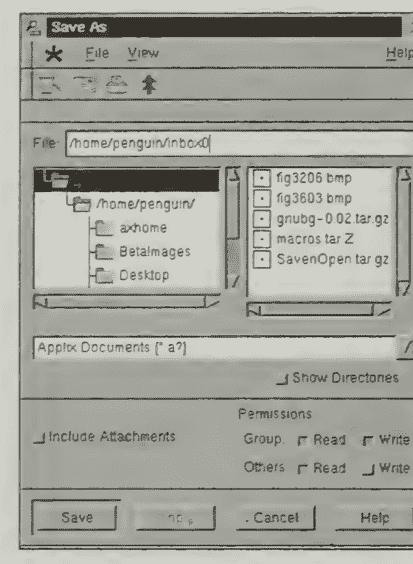 Save As
File View Help
File: /home/penguin/inbox0
/home/penguin/
axhome
BetaImages
Desktop
fig3206 bmp
fig3603 bmp
gnubg-0 02.tar.gz
macros tar Z
SavenOpen tar gz
Applix Documents (* a?)
Show Directories
Permissions
Include Attachments Group. Read Write
Others Read Write
Save Cancel Help